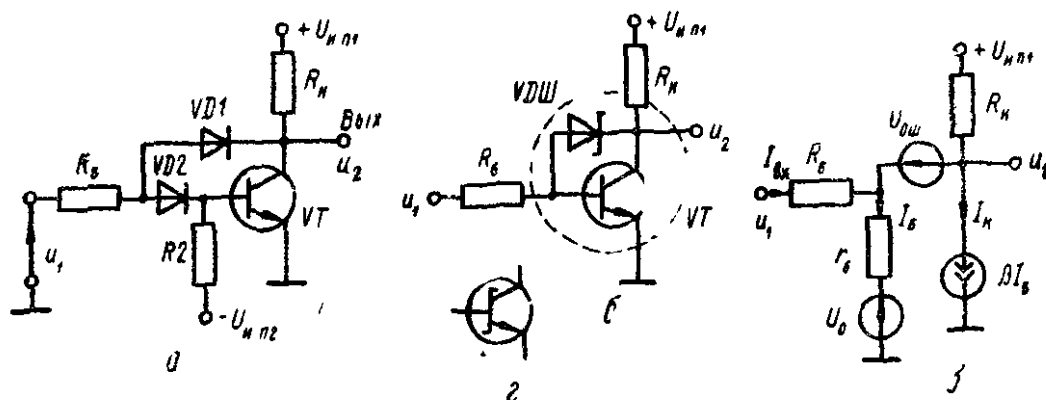 + U и п1
R к
VD1
Вых
u 2
R б
VD2
VT
u 1
R2
- U и п2
а
+ U и п1
R к
VDШ
u 2
R б
u 1
VT
б
г
+ U и п1
R к
U 0ш
I вх
R б
u 2
u 1
I б
I к
r б
βI б
U 0